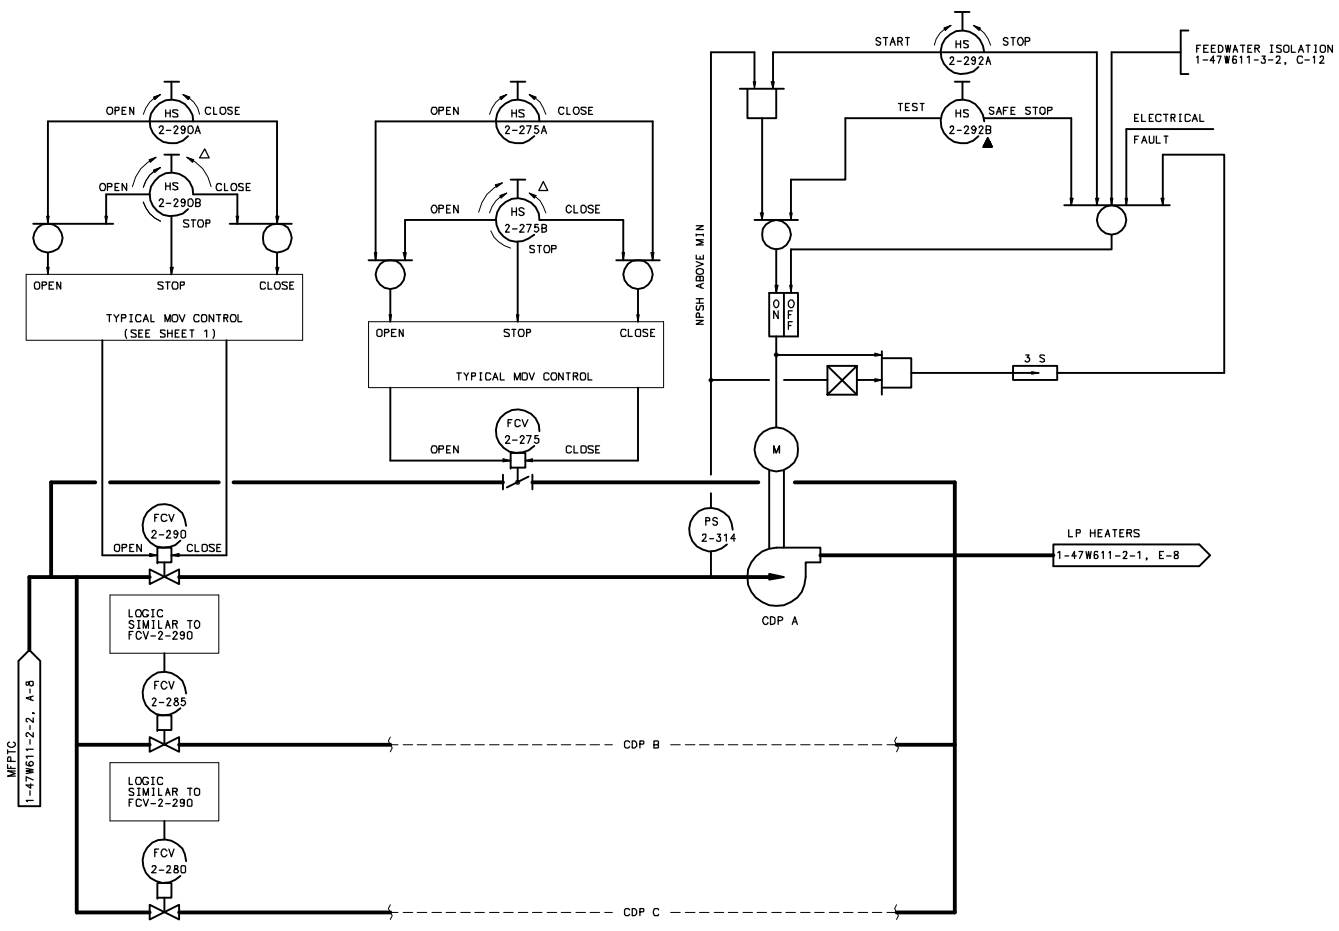 START
HS
2-292A
STOP
FEEDWATER ISOLATION
1-47W611-3-2, C-12
TEST
HS
2-292B
SAFE STOP
ELECTRICAL
FAULT
OPEN
HS
2-290A
CLOSE
OPEN
HS
2-290B
CLOSE
STOP
OPEN
STOP
CLOSE
TYPICAL MOV CONTROL
(SEE SHEET 1)
OPEN
HS
2-275A
CLOSE
OPEN
HS
2-275B
CLOSE
STOP
OPEN
STOP
CLOSE
TYPICAL MOV CONTROL
NPSH ABOVE MIN
ON
OFF
3 S
M
FCV
2-275
OPEN
CLOSE
FCV
2-290
OPEN
CLOSE
PS
2-314
LP HEATERS
1-47W611-2-1, E-8
CDP A
LOGIC
SIMILAR TO
FCV-2-290
FCV
2-285
MFPTC
1-47W611-2-2, A-8
CDP B
LOGIC
SIMILAR TO
FCV-2-290
FCV
2-280
CDP C